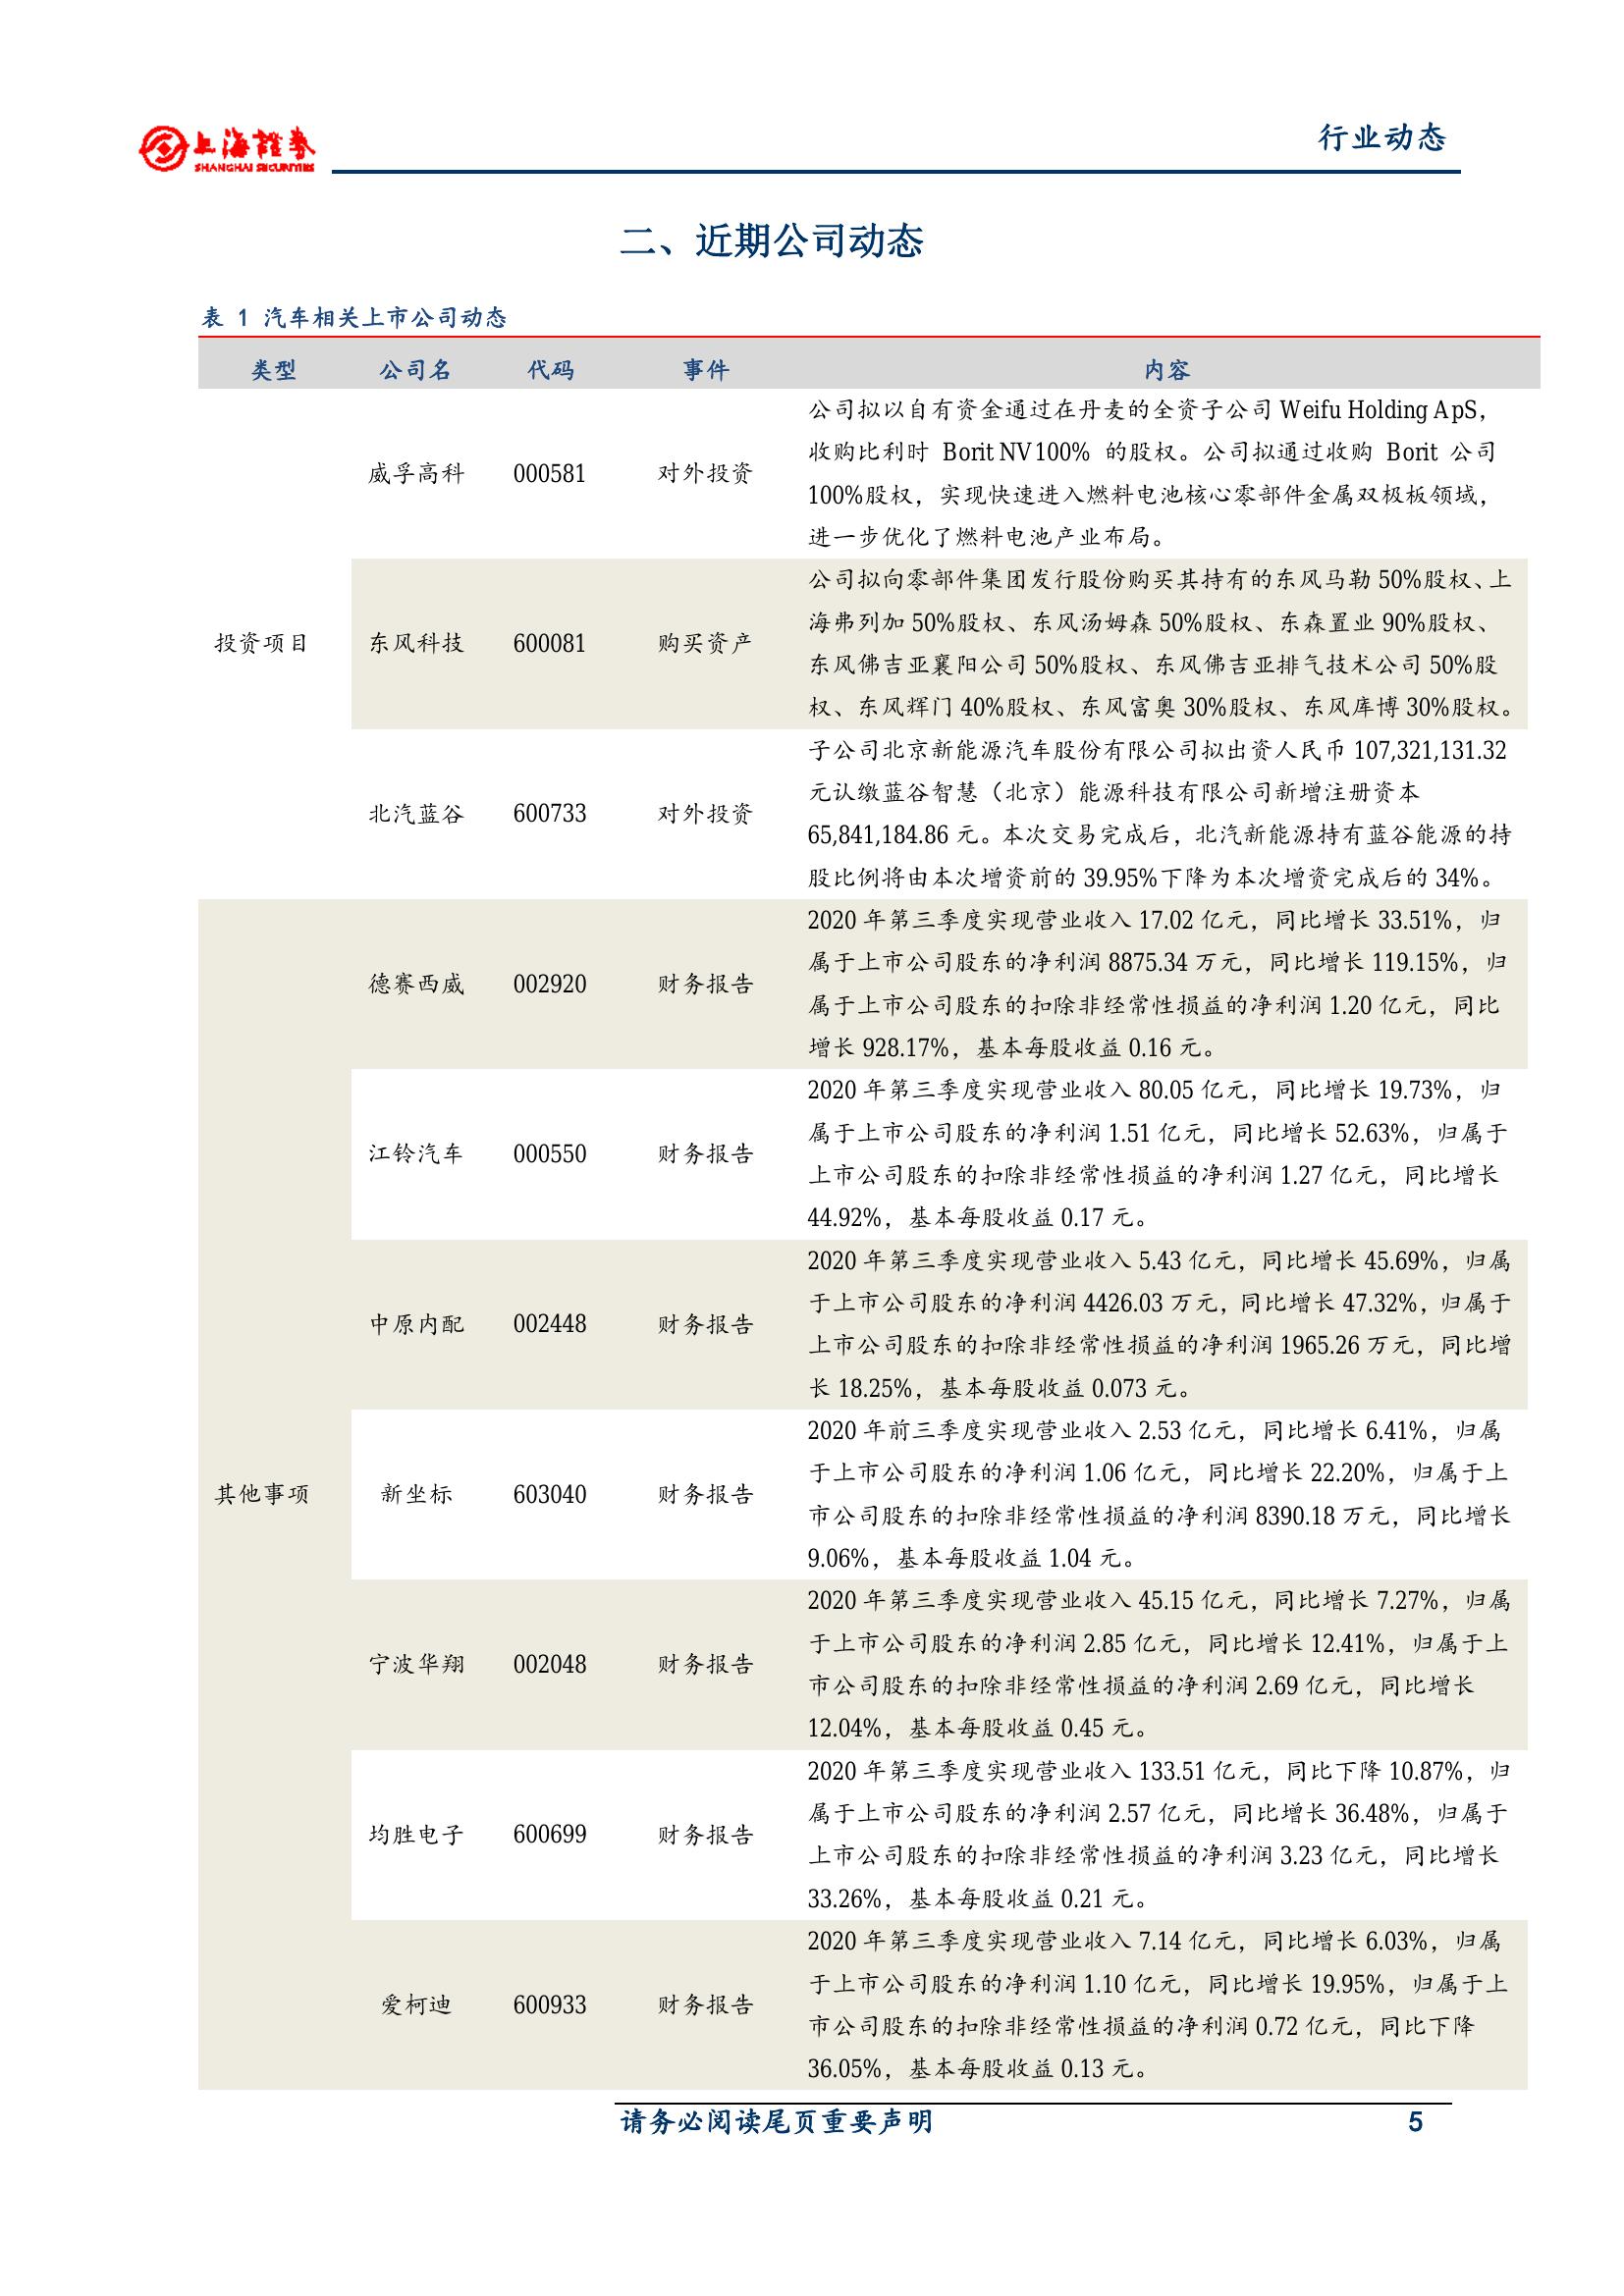 上海證券
SHANGHAI SECURITIES
行业动态
二、近期公司动态
表 1 汽车相关上市公司动态
类型 公司名 代码 事件 内容
投资项目
威孚高科 000581 对外投资
公司拟以自有资金通过在丹麦的全资子公司 Weifu Holding ApS，
收购比利时 Borit NV100% 的股权。公司拟通过收购 Borit 公司
100%股权，实现快速进入燃料电池核心零部件金属双极板领域，
进一步优化了燃料电池产业布局。
东风科技 600081 购买资产
公司拟向零部件集团发行股份购买其持有的东风马勒 50%股权、上
海弗列加 50%股权、东风汤姆森 50%股权、东森置业 90%股权、
东风佛吉亚襄阳公司 50%股权、东风佛吉亚排气技术公司 50%股
权、东风辉门 40%股权、东风富奥 30%股权、东风库博 30%股权。
北汽蓝谷 600733 对外投资
子公司北京新能源汽车股份有限公司拟出资人民币 107,321,131.32
元认缴蓝谷智慧（北京）能源科技有限公司新增注册资本
65,841,184.86 元。本次交易完成后，北汽新能源持有蓝谷能源的持
股比例将由本次增资前的 39.95%下降为本次增资完成后的 34%。
其他事项
德赛西威 002920 财务报告
2020 年第三季度实现营业收入 17.02 亿元，同比增长 33.51%，归
属于上市公司股东的净利润 8875.34 万元，同比增长 119.15%，归
属于上市公司股东的扣除非经常性损益的净利润 1.20 亿元，同比
增长 928.17%，基本每股收益 0.16 元。
江铃汽车 000550 财务报告
2020 年第三季度实现营业收入 80.05 亿元，同比增长 19.73%，归
属于上市公司股东的净利润 1.51 亿元，同比增长 52.63%，归属于
上市公司股东的扣除非经常性损益的净利润 1.27 亿元，同比增长
44.92%，基本每股收益 0.17 元。
中原内配 002448 财务报告
2020 年第三季度实现营业收入 5.43 亿元，同比增长 45.69%，归属
于上市公司股东的净利润 4426.03 万元，同比增长 47.32%，归属于
上市公司股东的扣除非经常性损益的净利润 1965.26 万元，同比增
长 18.25%，基本每股收益 0.073 元。
新坐标 603040 财务报告
2020 年前三季度实现营业收入 2.53 亿元，同比增长 6.41%，归属
于上市公司股东的净利润 1.06 亿元，同比增长 22.20%，归属于上
市公司股东的扣除非经常性损益的净利润 8390.18 万元，同比增长
9.06%，基本每股收益 1.04 元。
宁波华翔 002048 财务报告
2020 年第三季度实现营业收入 45.15 亿元，同比增长 7.27%，归属
于上市公司股东的净利润 2.85 亿元，同比增长 12.41%，归属于上
市公司股东的扣除非经常性损益的净利润 2.69 亿元，同比增长
12.04%，基本每股收益 0.45 元。
均胜电子 600699 财务报告
2020 年第三季度实现营业收入 133.51 亿元，同比下降 10.87%，归
属于上市公司股东的净利润 2.57 亿元，同比增长 36.48%，归属于
上市公司股东的扣除非经常性损益的净利润 3.23 亿元，同比增长
33.26%，基本每股收益 0.21 元。
爱柯迪 600933 财务报告
2020 年第三季度实现营业收入 7.14 亿元，同比增长 6.03%，归属
于上市公司股东的净利润 1.10 亿元，同比增长 19.95%，归属于上
市公司股东的扣除非经常性损益的净利润 0.72 亿元，同比下降
36.05%，基本每股收益 0.13 元。
请务必阅读尾页重要声明 5